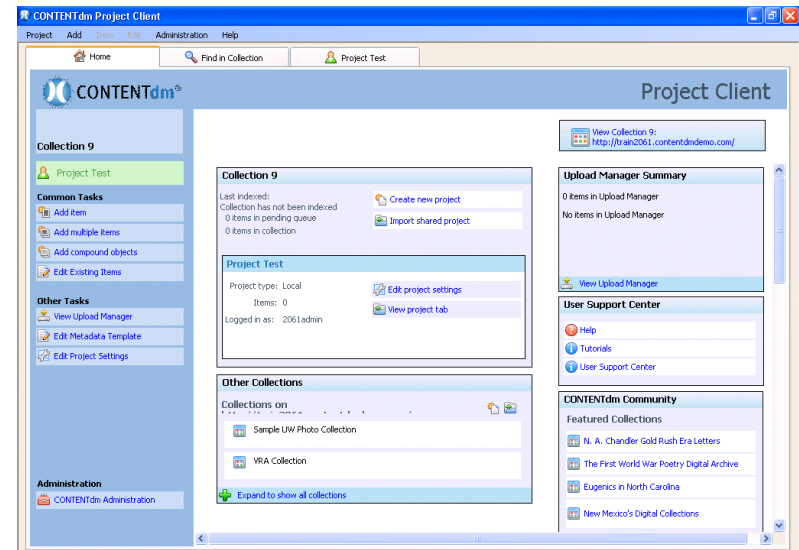 CONTENTdm Project Client
Project Add Item Edit Administration Help
Home Find in Collection Project Test
CONTENTdm® Project Client
Collection 9
Project Test
Common Tasks
Add item
Add multiple items
Add compound objects
Edit Existing Items
Other Tasks
View Upload Manager
Edit Metadata Template
Edit Project Settings
Administration
CONTENTdm Administration
Collection 9
Last indexed:
Collection has not been indexed
0 items in pending queue
0 items in collection
Create new project
Import shared project
Project Test
Project type: Local
Items: 0
Logged in as: 2061admin
Edit project settings
View project tab
Other Collections
Collections on
Sample UW Photo Collection
VRA Collection
Expand to show all collections
View Collection 9:
http://train2061.contentdmdemo.com/
Upload Manager Summary
0 items in Upload Manager
No items in Upload Manager
View Upload Manager
User Support Center
Help
Tutorials
User Support Center
CONTENTdm Community
Featured Collections
N. A. Chandler Gold Rush Era Letters
The First World War Poetry Digital Archive
Eugenics in North Carolina
New Mexico's Digital Collections